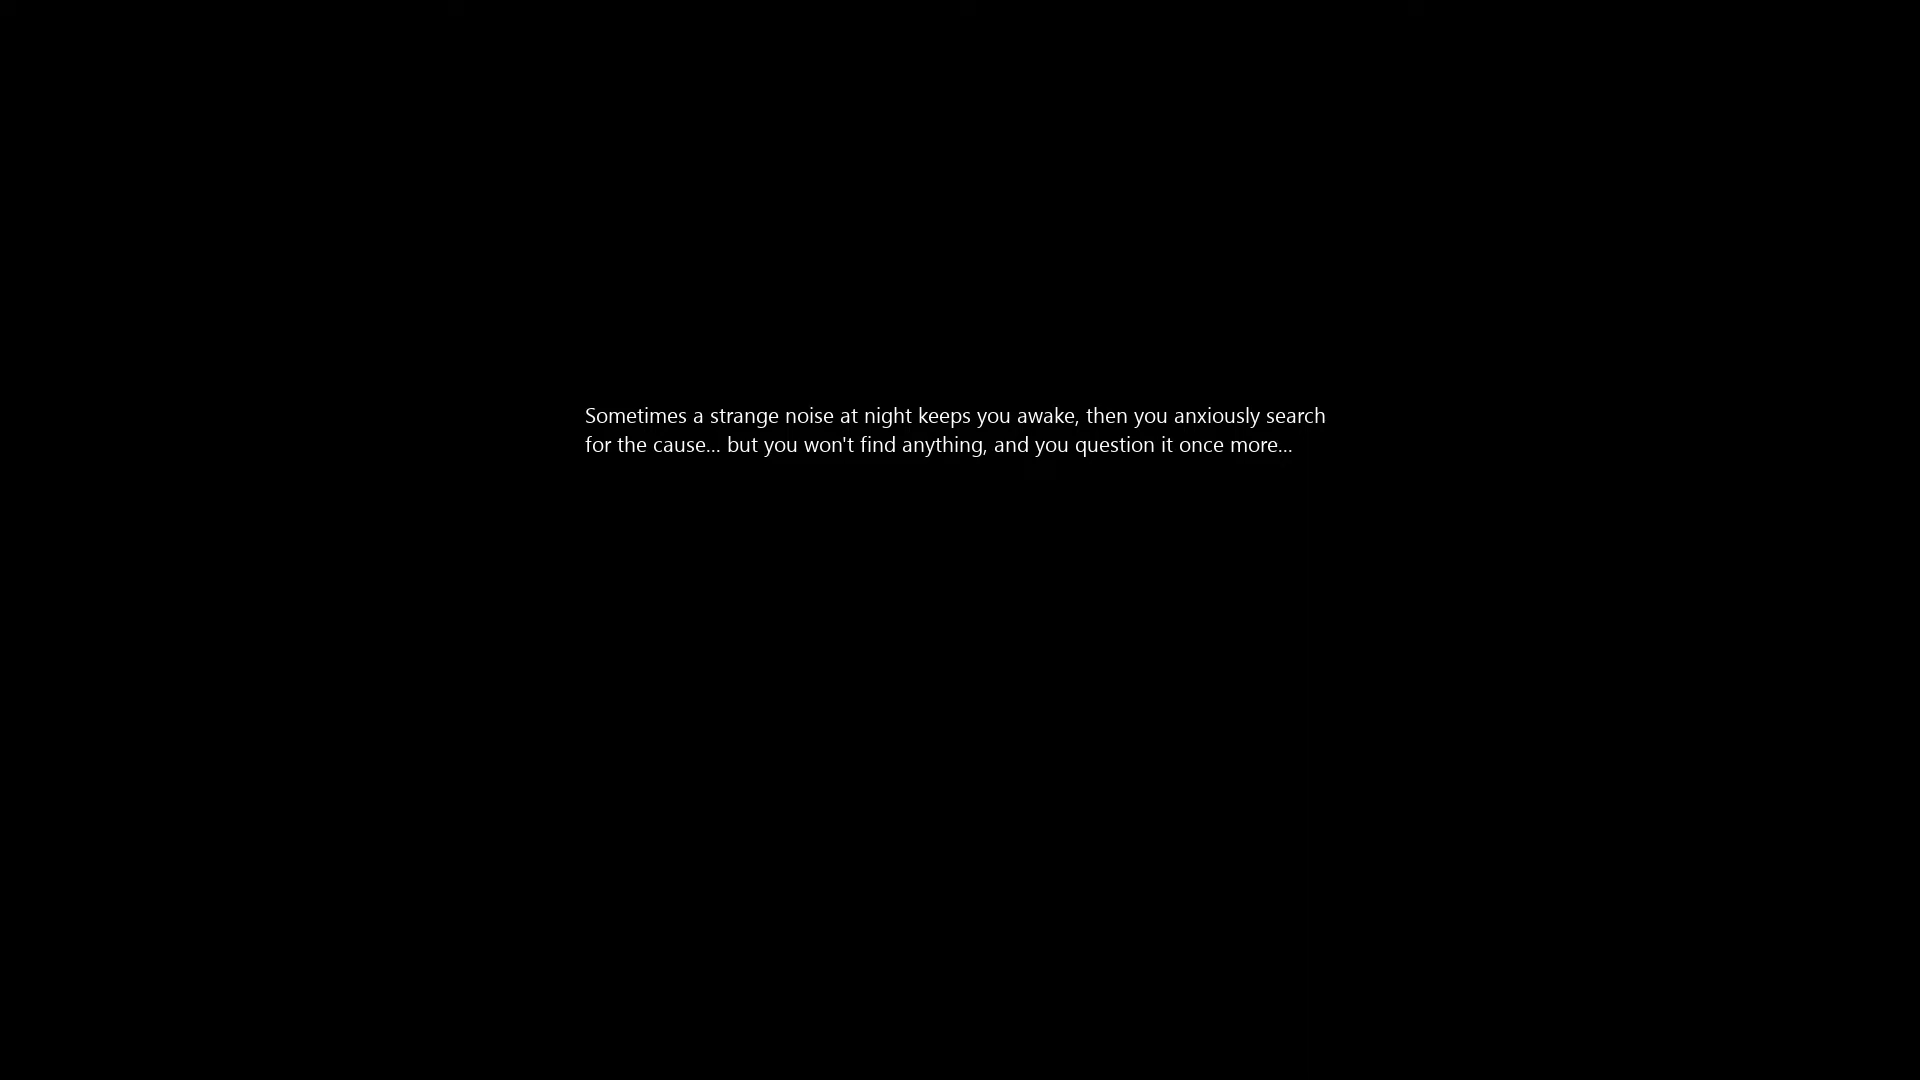 Sometimes a strange noise at night keeps you awake, then you anxiously search
for the cause... but you won't find anything, and you question it once more...